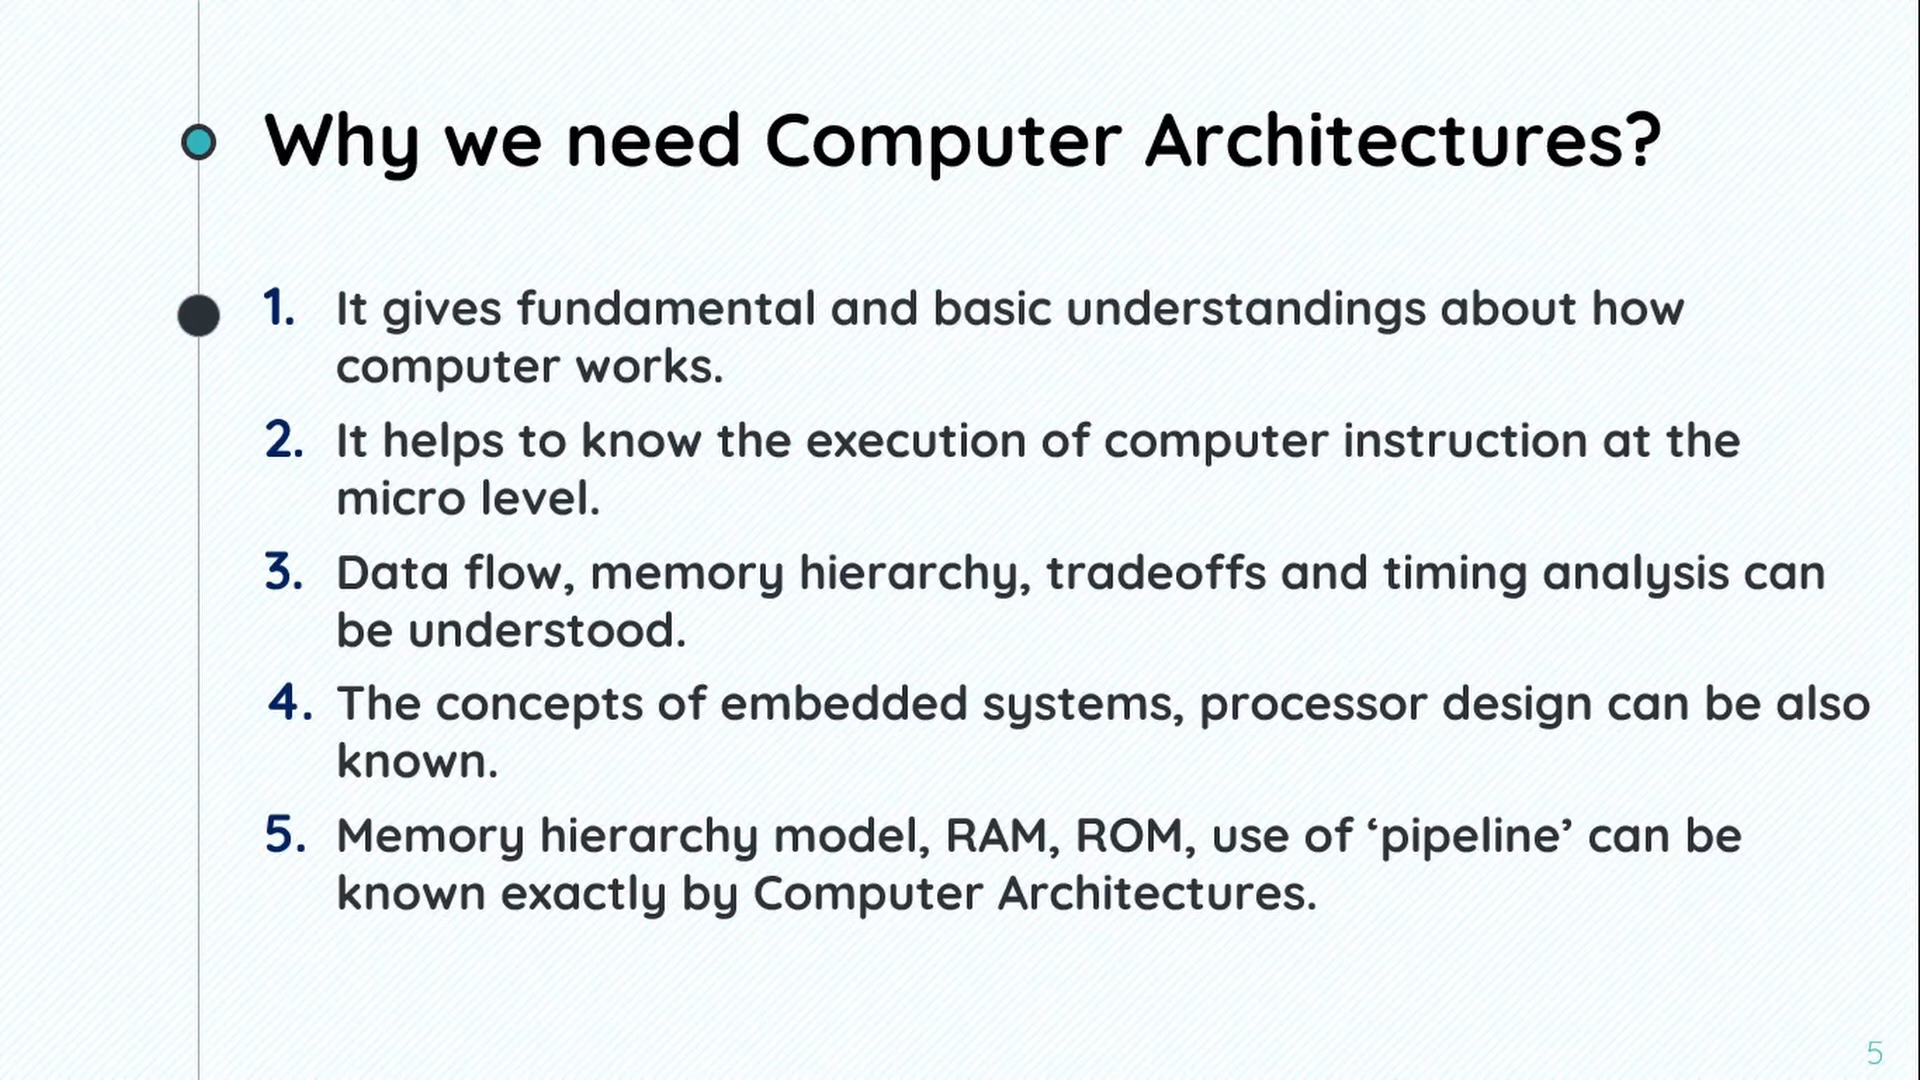 Why we need Computer Architectures?
1. It gives fundamental and basic understandings about how
computer works.
2. It helps to know the execution of computer instruction at the
micro level.
3. Data flow, memory hierarchy, tradeoffs and timing analysis can
be understood.
4. The concepts of embedded systems, processor design can be also
known.
5. Memory hierarchy model, RAM, ROM, use of ‘pipeline’ can be
known exactly by Computer Architectures.
5